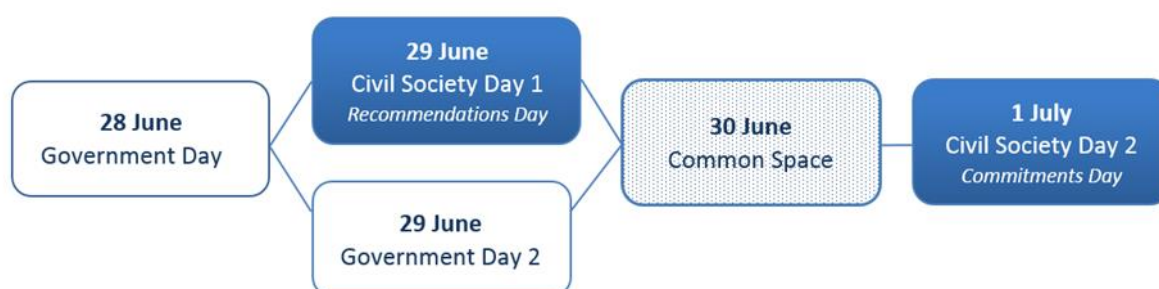 28 June
Government Day
29 June
Civil Society Day 1
Recommendations Day
29 June
Government Day 2
30 June
Common Space
1 July
Civil Society Day 2
Commitments Day